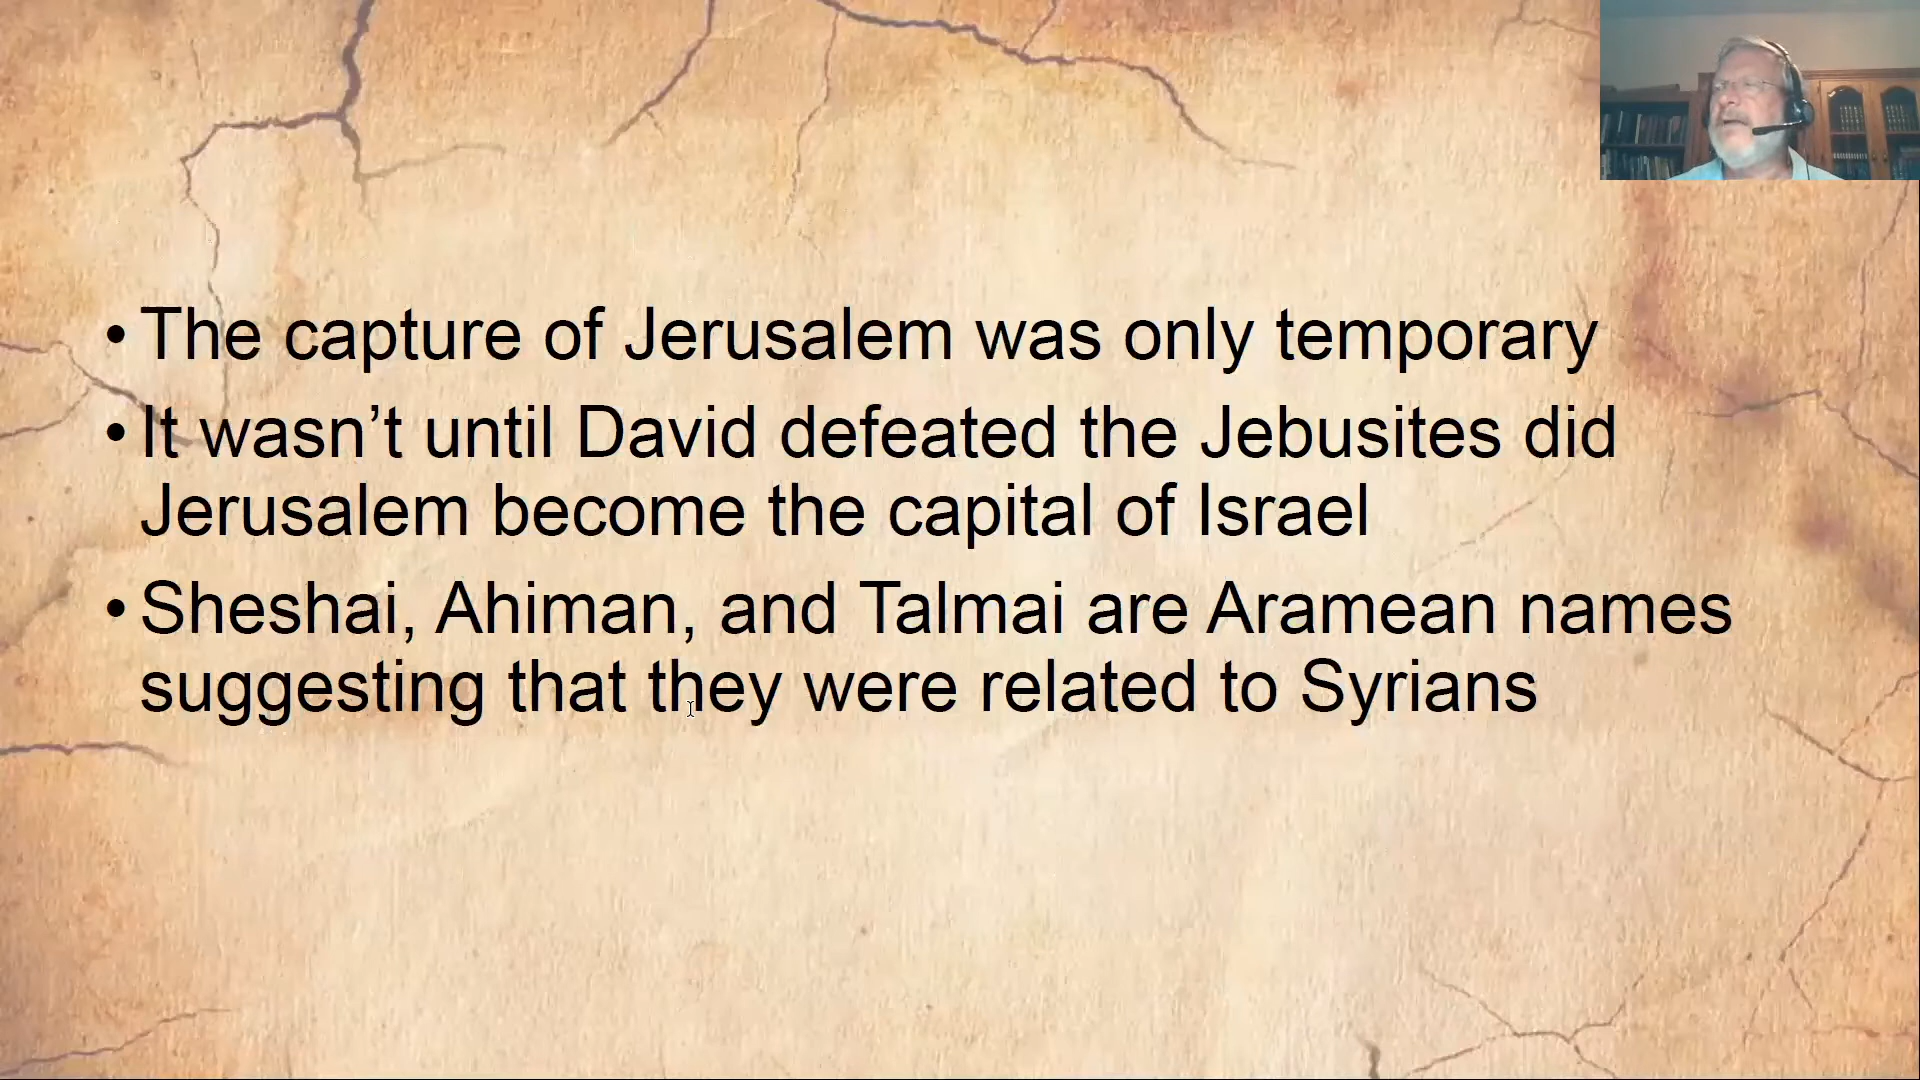 • The capture of Jerusalem was only temporary
• It wasn’t until David defeated the Jebusites did
Jerusalem become the capital of Israel
• Sheshai, Ahiman, and Talmai are Aramean names
suggesting that they were related to Syrians